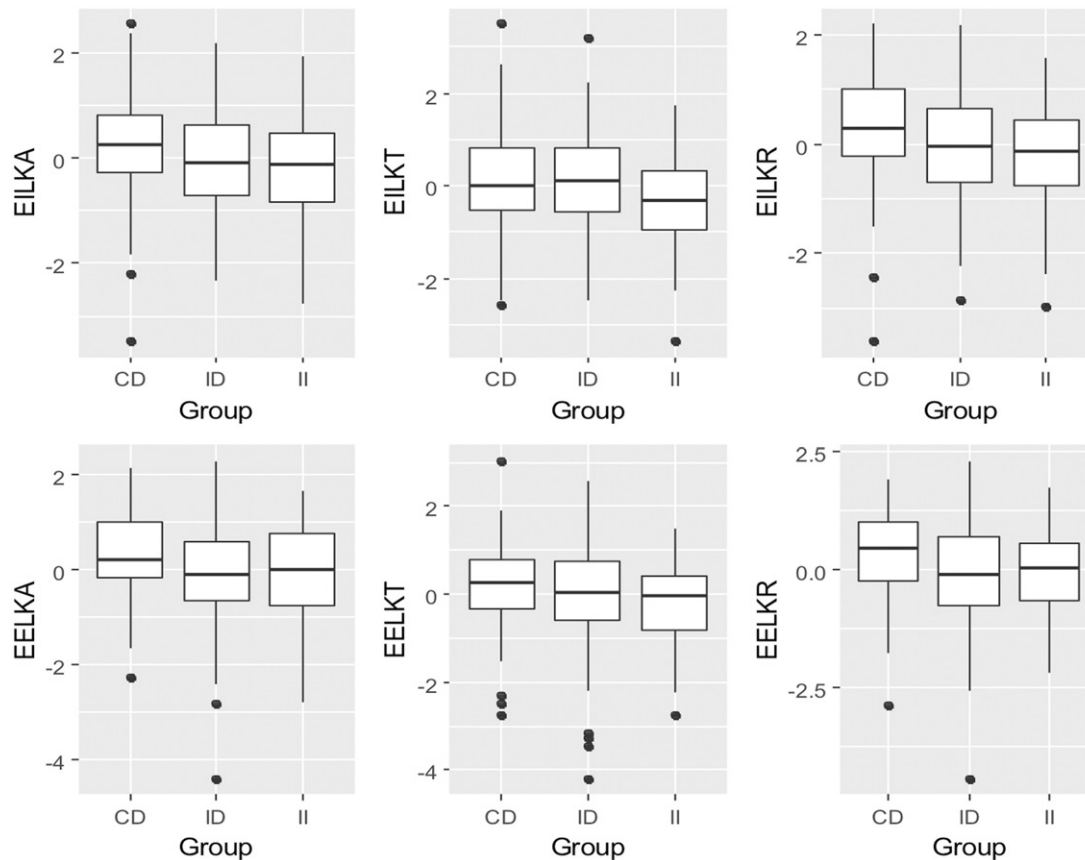 EILKA
2
0
-2
CD ID II
Group
EILKT
2
0
-2
CD ID II
Group
EILKR
2
0
-2
CD ID II
Group
EELKA
2
0
-2
-4
CD ID II
Group
EELKT
2
0
-2
-4
CD ID II
Group
EELKR
2.5
0.0
-2.5
CD ID II
Group